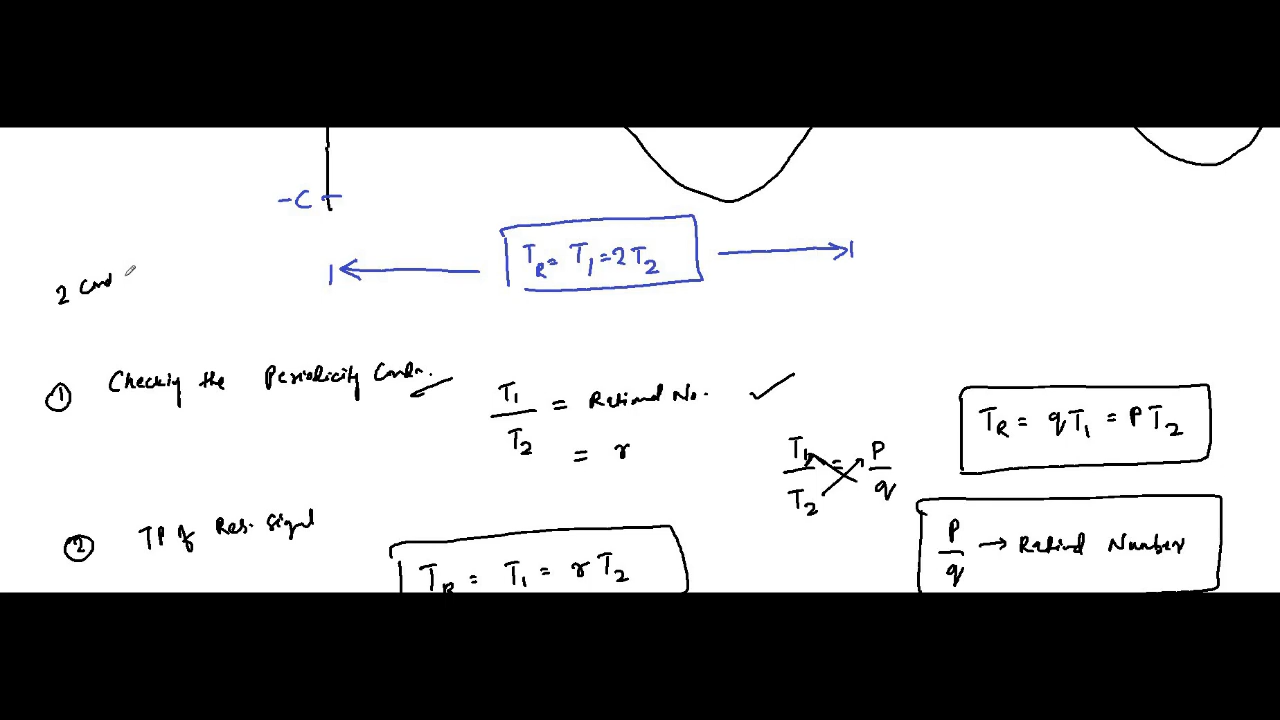 -C
T_R = T_1 = 2T_2
2 Cond
① Checking the Periodicity Condn.
T_1/T_2 = Rational No. ✓
= r
T_1/T_2 = P/q
T_R = qT_1 = PT_2
② TP of Res. Signal
T_R = T_1 = rT_2
P/q → Rational Number